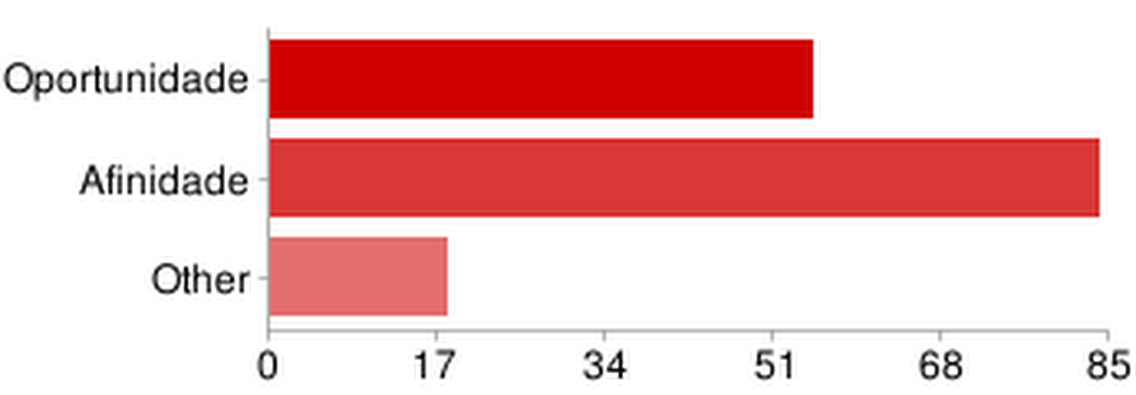 Oportunidade
Afinidade
Other
0 17 34 51 68 85